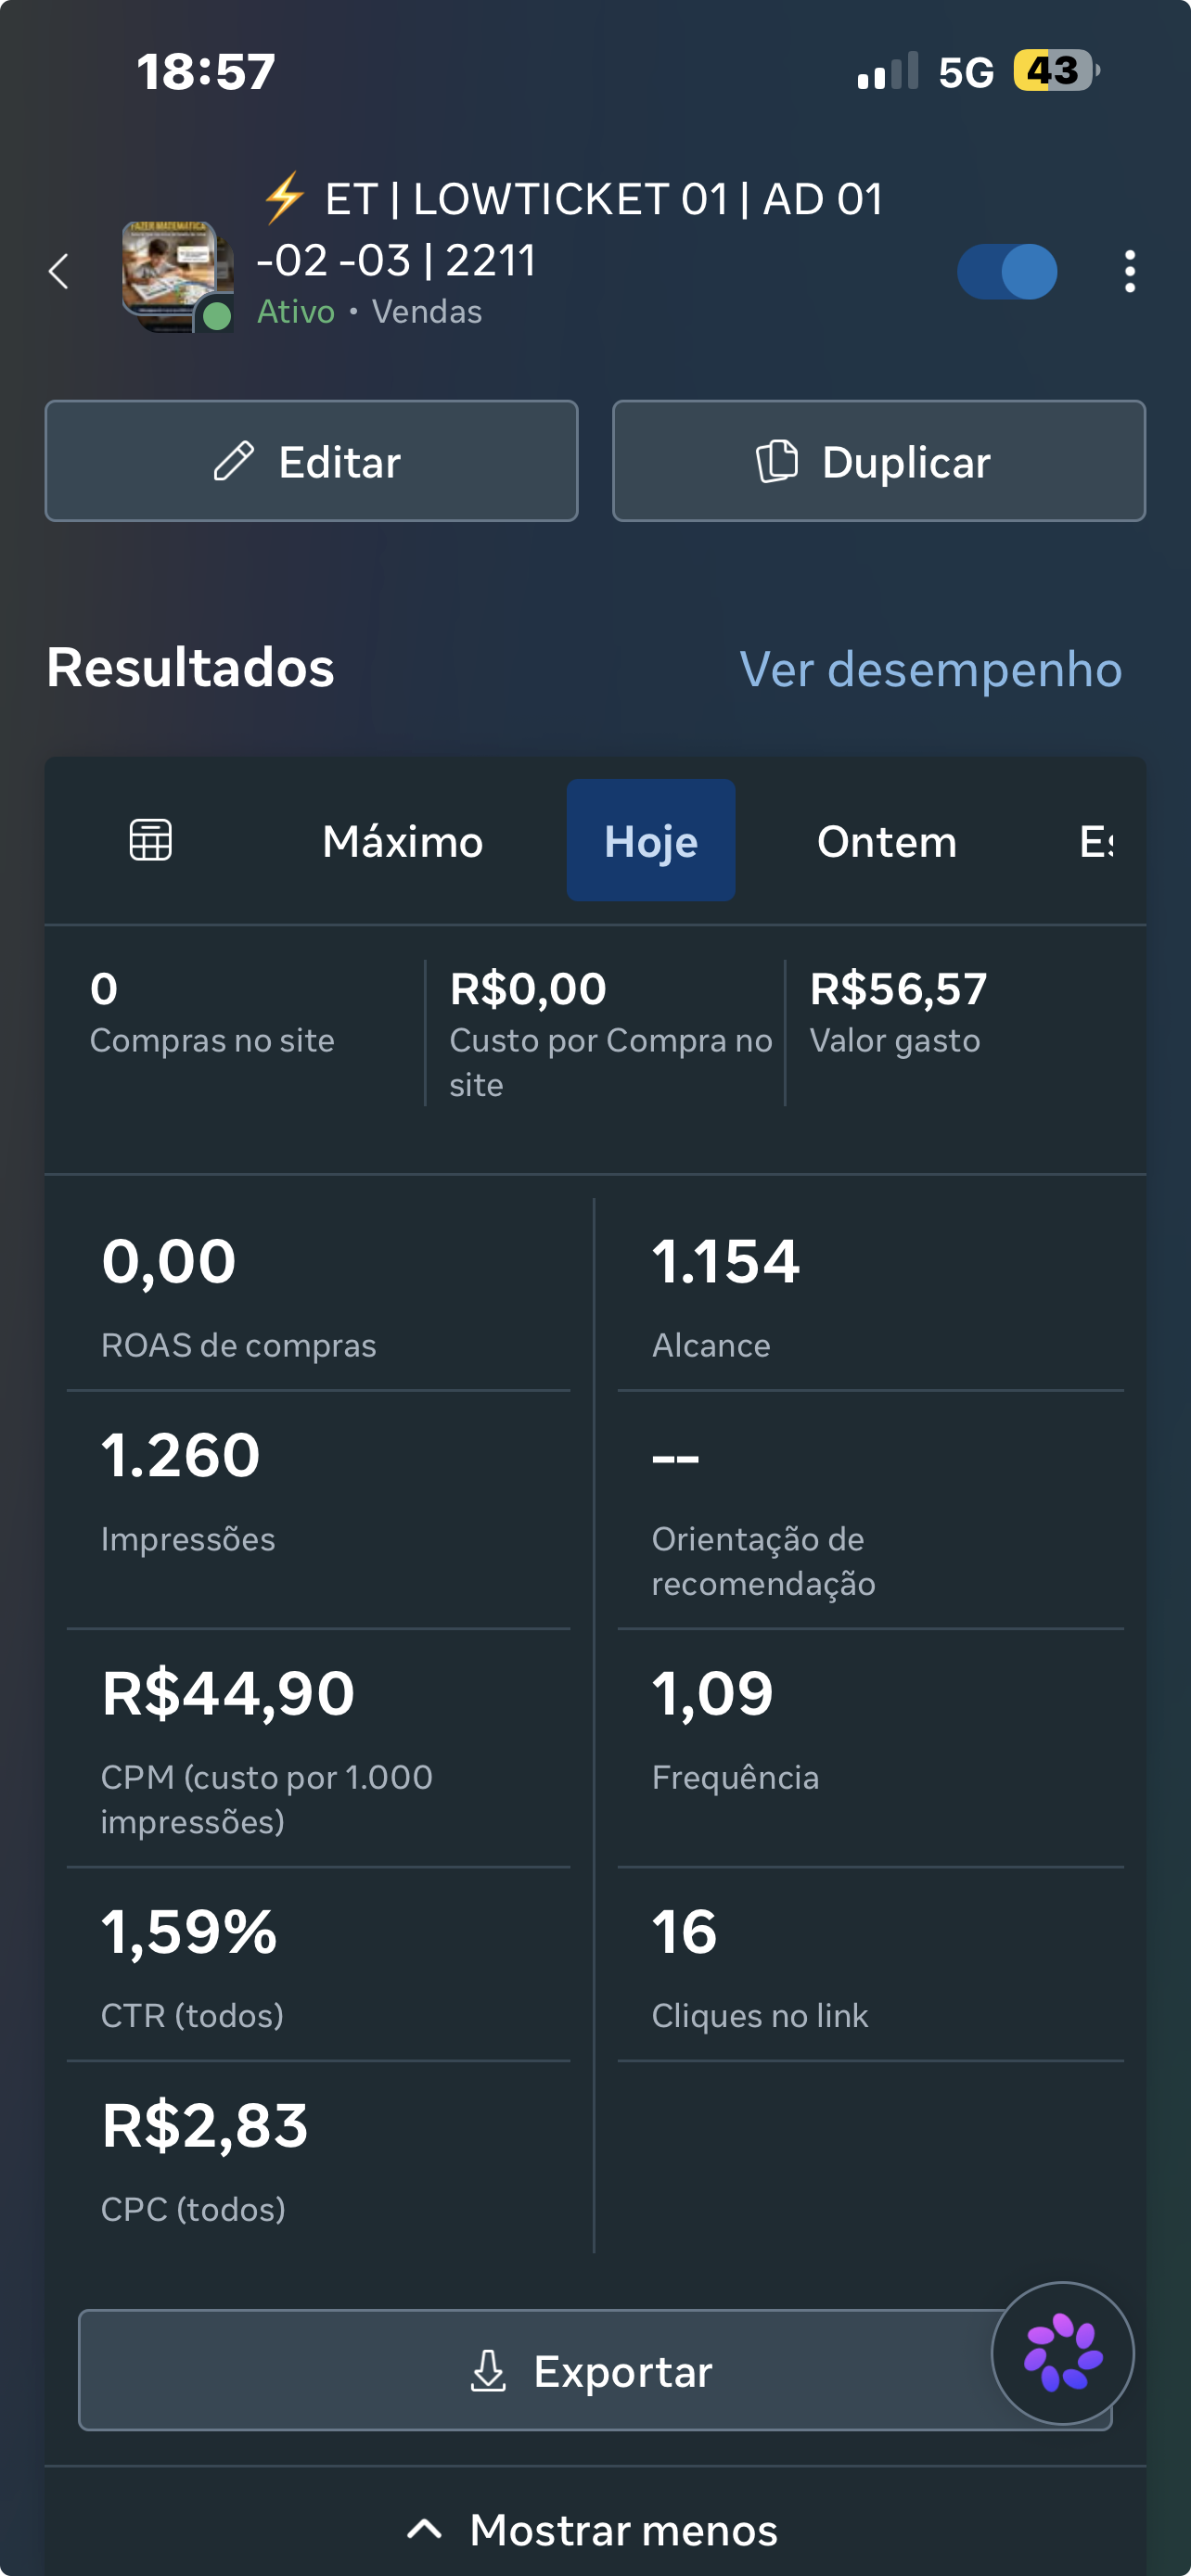 18:57
5G 43
⚡ ET | LOWTICKET 01 | AD 01
-02 -03 | 2211
Ativo • Vendas
FAZER MATEMÁTICA
Editar
Duplicar
Resultados
Ver desempenho
Máximo
Hoje
Ontem
Es
0
Compras no site
R$0,00
Custo por Compra no
site
R$56,57
Valor gasto
0,00
ROAS de compras
1.154
Alcance
1.260
Impressões
--
Orientação de
recomendação
R$44,90
CPM (custo por 1.000
impressões)
1,09
Frequência
1,59%
CTR (todos)
16
Cliques no link
R$2,83
CPC (todos)
Exportar
Mostrar menos